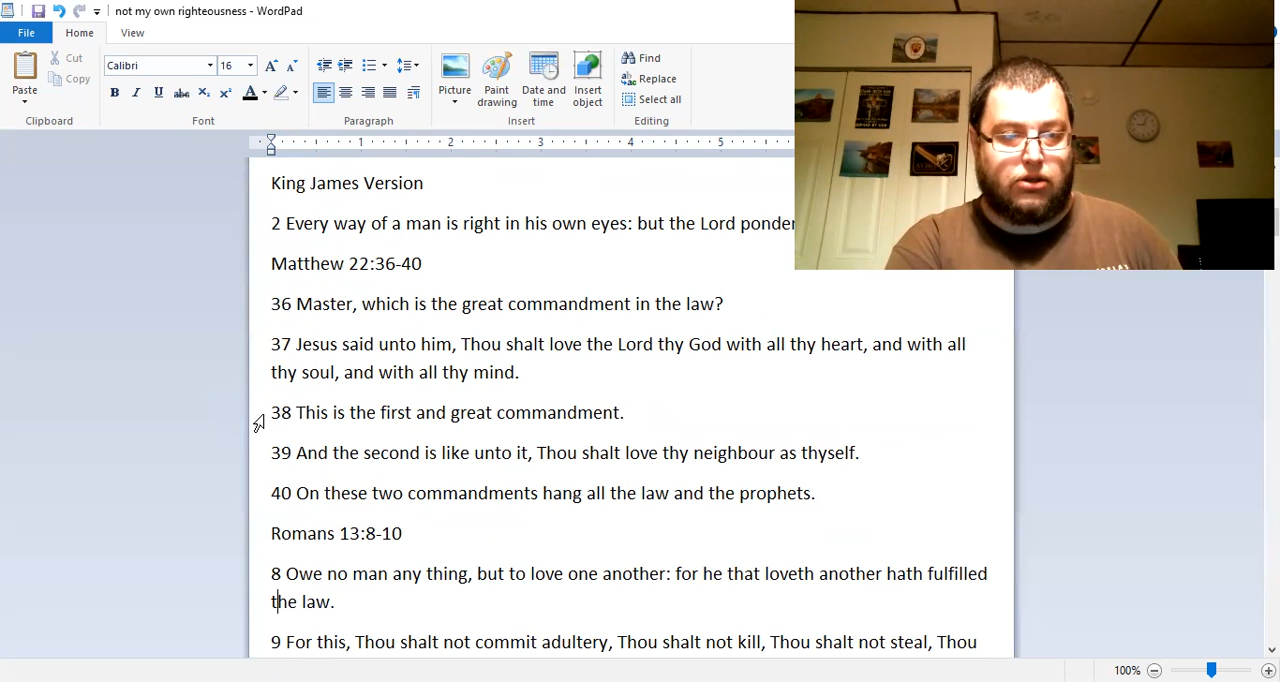 not my own righteousness - WordPad
File Home View
Cut
Copy
Paste
Calibri 16
Picture
Paint drawing
Date and time
Insert object
Find
Replace
Select all
Clipboard Font Paragraph Insert Editing
1 2 3 4 5
King James Version
2 Every way of a man is right in his own eyes: but the Lord
Matthew 22:36-40
36 Master, which is the great commandment in the law?
37 Jesus said unto him, Thou shalt love the Lord thy God with all thy heart, and with all
thy soul, and with all thy mind.
38 This is the first and great commandment.
39 And the second is like unto it, Thou shalt love thy neighbour as thyself.
40 On these two commandments hang all the law and the prophets.
Romans 13:8-10
8 Owe no man any thing, but to love one another: for he that loveth another hath fulfilled
the law.
9 For this, Thou shalt not commit adultery, Thou shalt not kill, Thou shalt not steal, Thou
100%